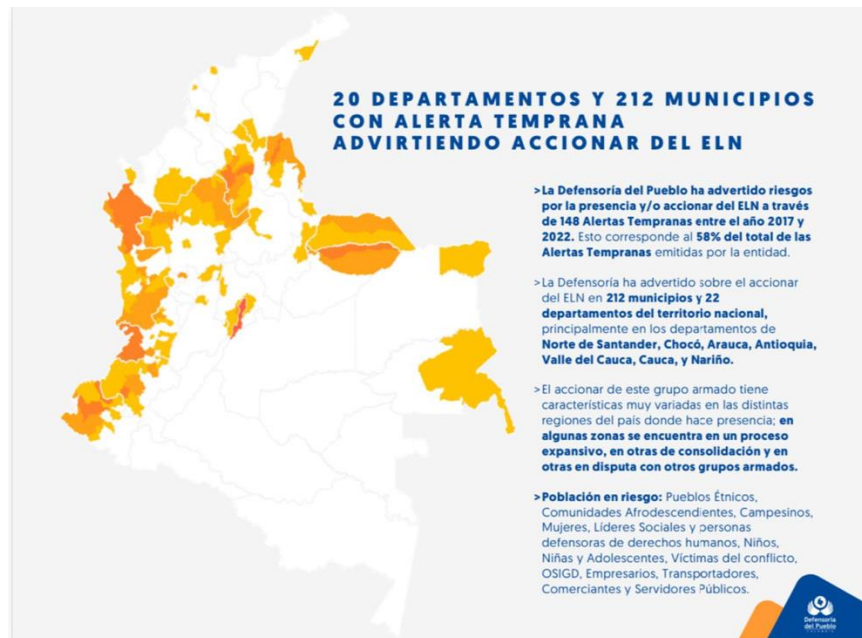 20 DEPARTAMENTOS Y 212 MUNICIPIOS
CON ALERTA TEMPRANA
ADVIRTIENDO ACCIONAR DEL ELN
>La Defensoría del Pueblo ha advertido riesgos
por la presencia y/o accionar del ELN a través
de 148 Alertas Tempranas entre el año 2017 y
2022. Esto corresponde al 58% del total de las
Alertas Tempranas emitidas por la entidad.
>La Defensoría ha advertido sobre el accionar
del ELN en 212 municipios y 22
departamentos del territorio nacional,
principalmente en los departamentos de
Norte de Santander, Chocó, Arauca, Antioquia,
Valle del Cauca, Cauca, y Nariño.
>El accionar de este grupo armado tiene
características muy variadas en las distintas
regiones del país donde hace presencia; en
algunas zonas se encuentra en un proceso
expansivo, en otras de consolidación y en
otras en disputa con otros grupos armados.
>Población en riesgo: Pueblos Étnicos,
Comunidades Afrodescendientes, Campesinos,
Mujeres, Líderes Sociales y personas
defensoras de derechos humanos, Niños,
Niñas y Adolescentes, Víctimas del conflicto,
OSIGD, Empresarios, Transportadores,
Comerciantes y Servidores Públicos.
Defensoría
del Pueblo
COLOMBIA